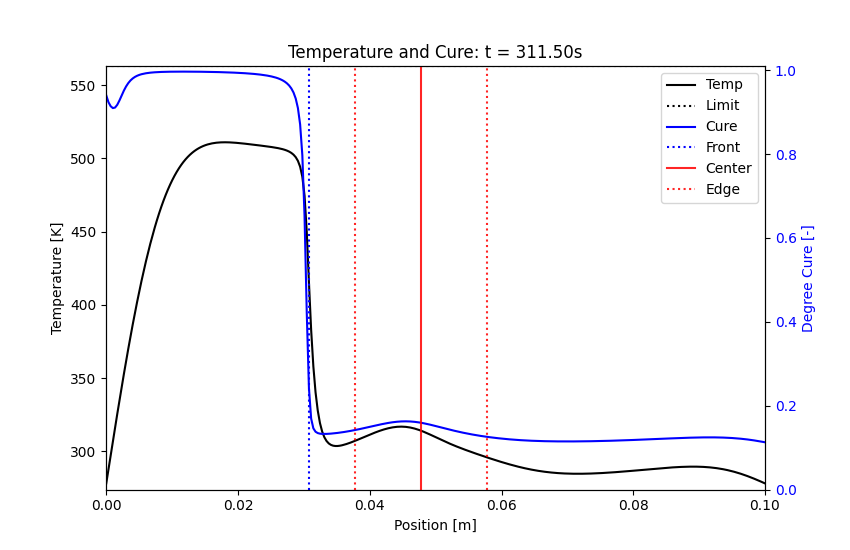 Temperature and Cure: t = 311.50s
Temperature [K]
550
500
450
400
350
300
1.0
0.8
0.6
0.4
0.2
0.0
Degree Cure [-]
Temp
Limit
Cure
Front
Center
Edge
0.00 0.02 0.04 0.06 0.08 0.10
Position [m]